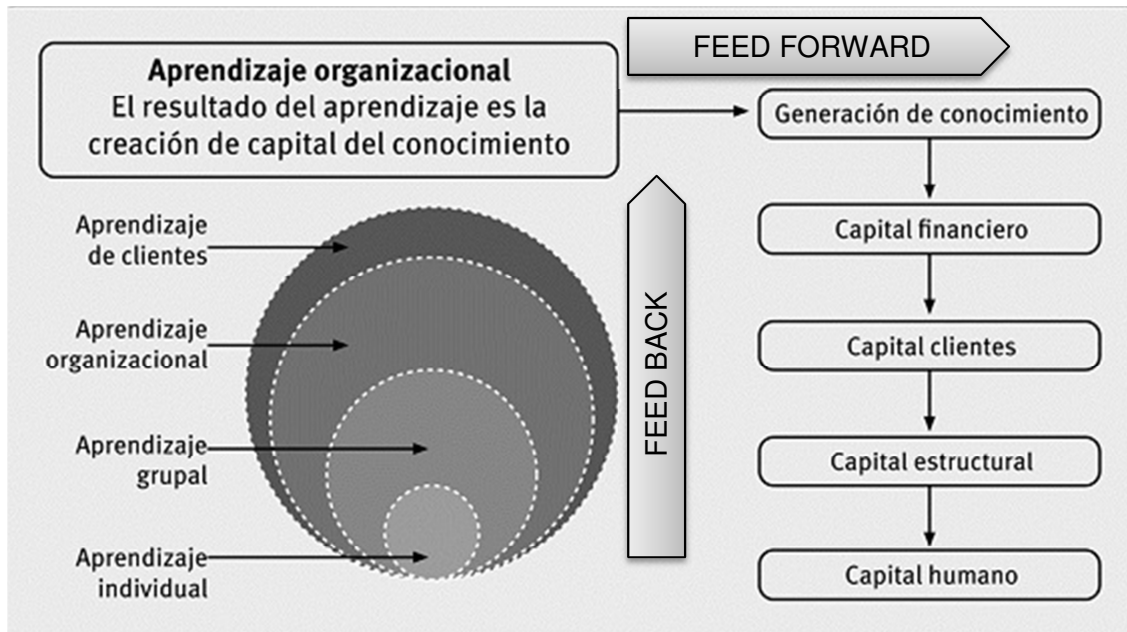 FEED FORWARD
Aprendizaje organizacional
El resultado del aprendizaje es la
creación de capital del conocimiento
Generación de conocimiento
Aprendizaje
de clientes
Aprendizaje
organizacional
Aprendizaje
grupal
Aprendizaje
individual
FEED BACK
Capital financiero
Capital clientes
Capital estructural
Capital humano